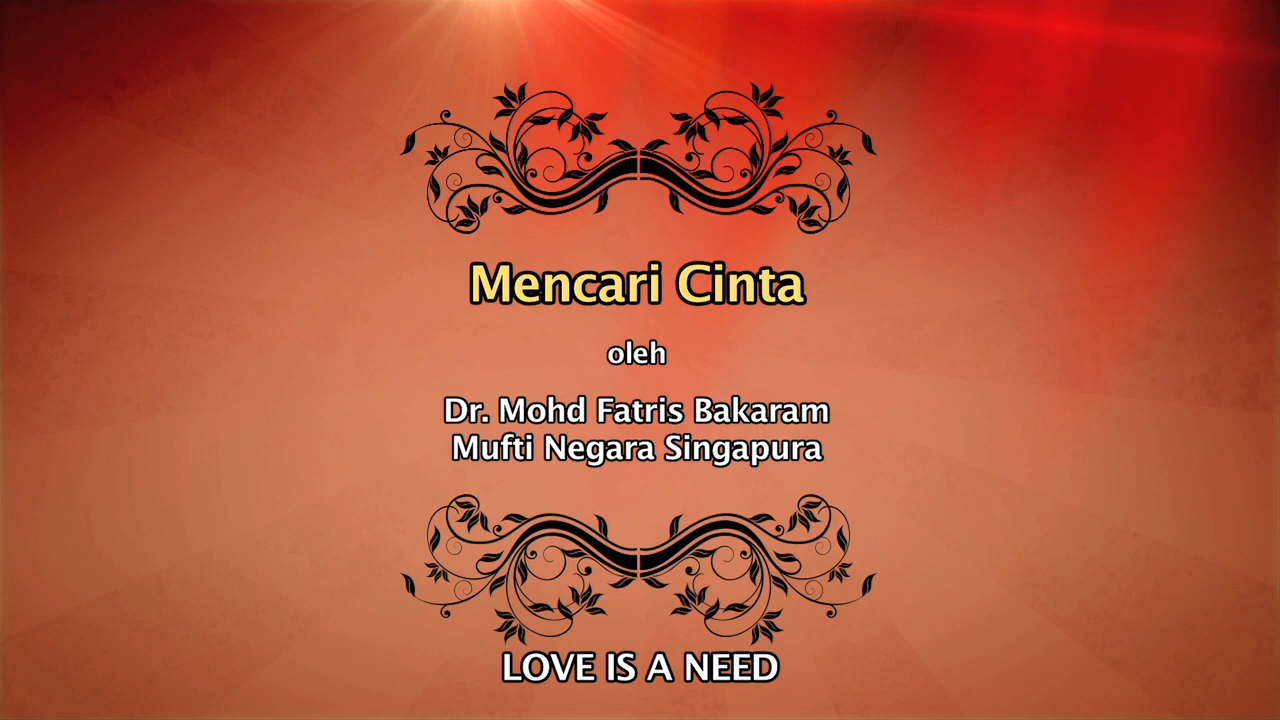 Mencari Cinta
oleh
Dr. Mohd Fatris Bakaram
Mufti Negara Singapura
LOVE IS A NEED